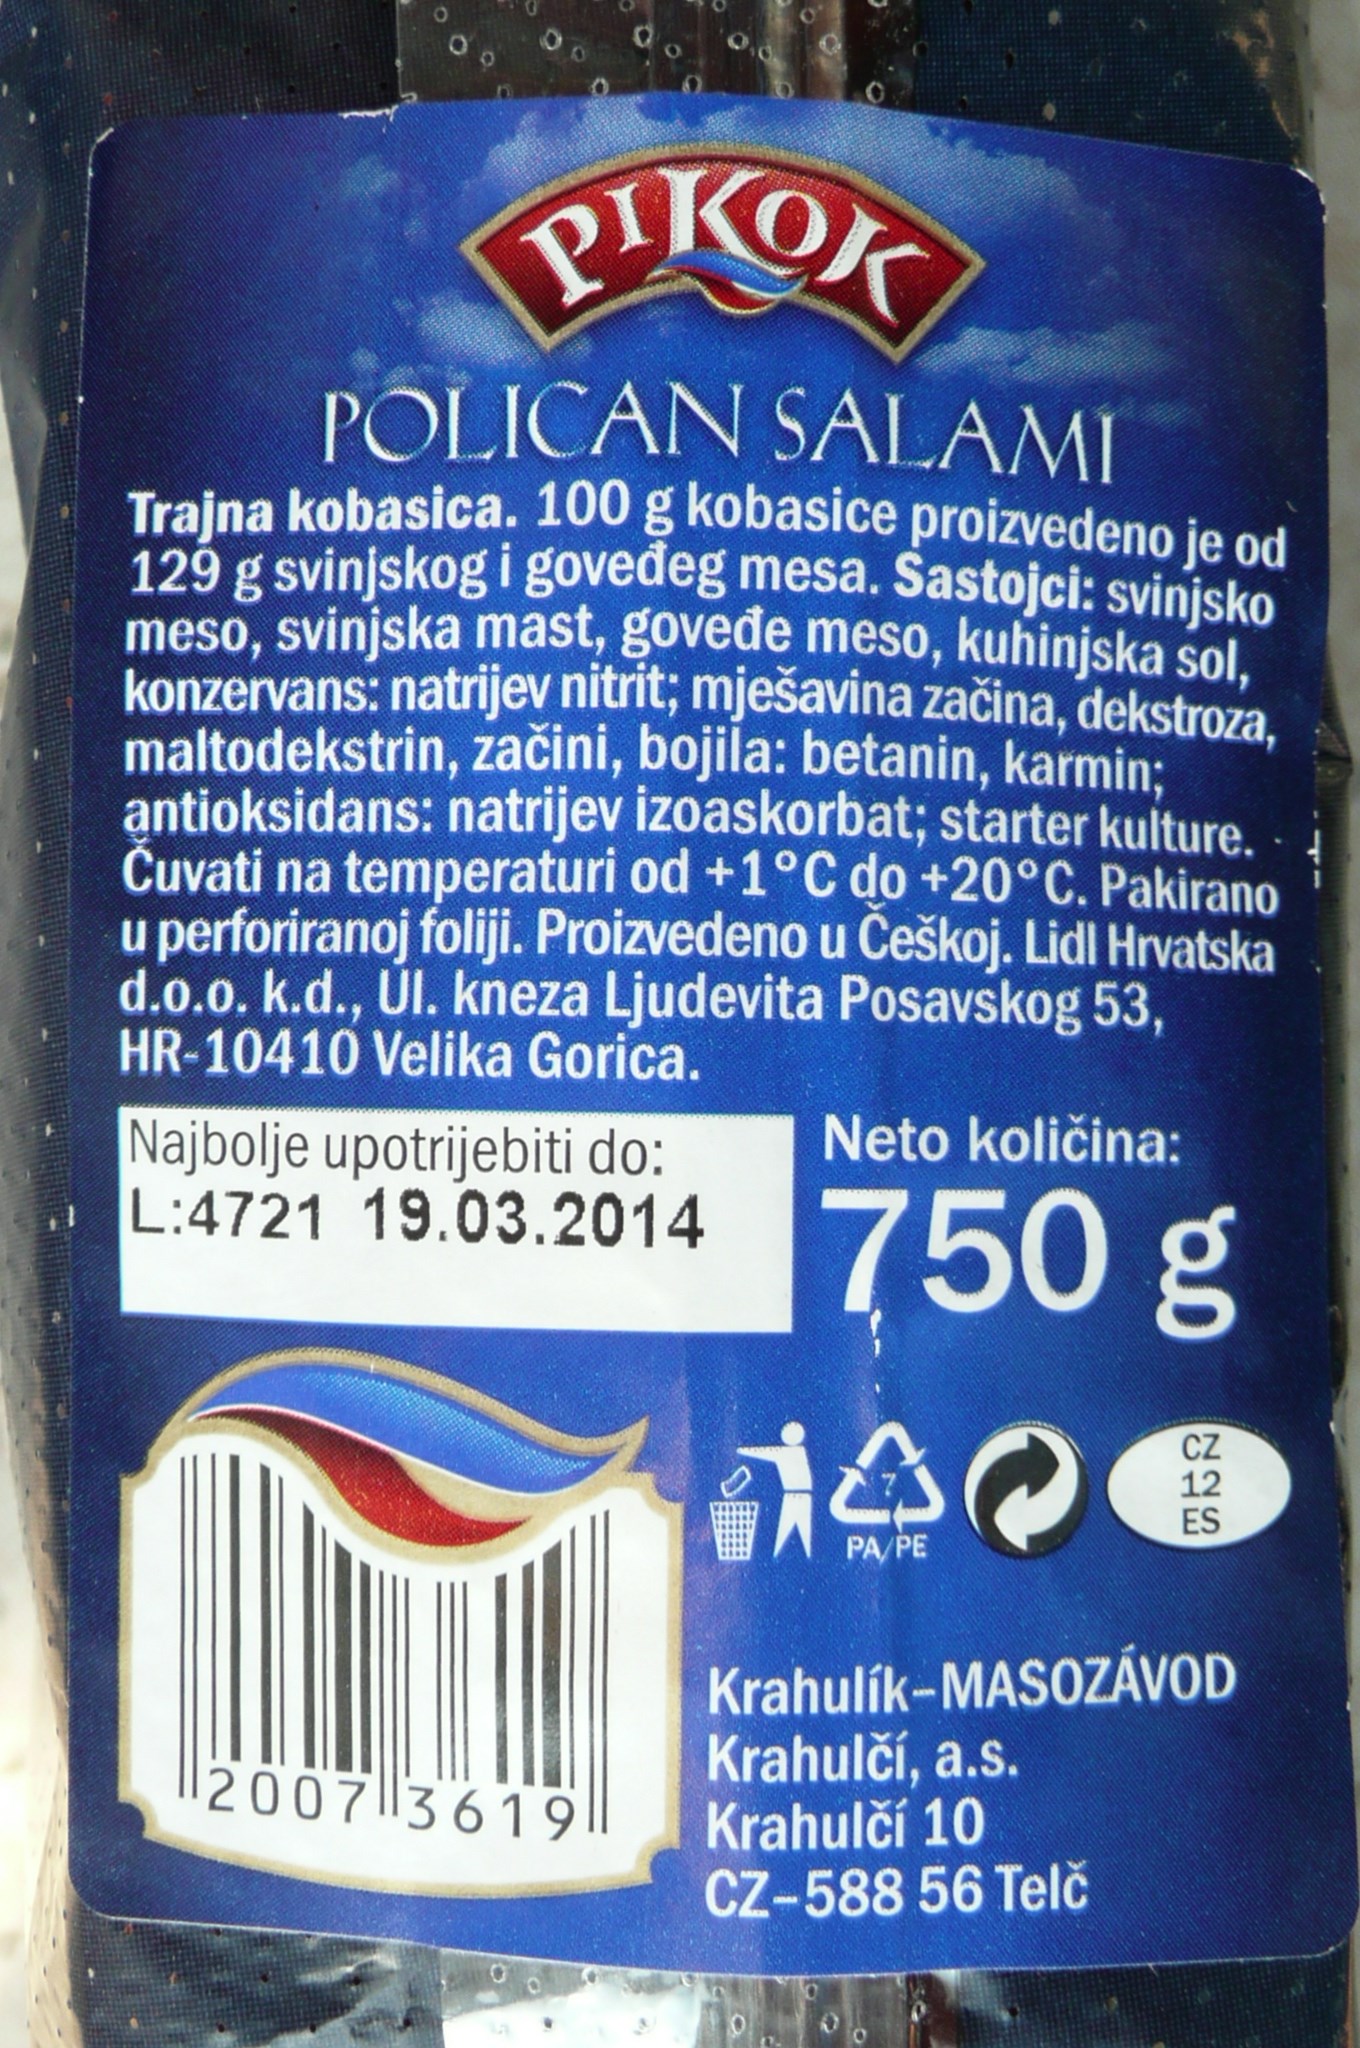 PIKOK
POLICAN SALAMI
Trajna kobasica. 100 g kobasice proizvedeno je od
129 g svinjskog i goveđeg mesa. Sastojci: svinjsko
meso, svinjska mast, goveđe meso, kuhinjska sol,
konzervans: natrijev nitrit; mješavina začina, dekstroza,
maltodekstrin, začini, bojila: betanin, karmin;
antioksidans: natrijev izoaskorbat; starter kulture.
Čuvati na temperaturi od +1°C do +20°C. Pakirano
u perforiranoj foliji. Proizvedeno u Češkoj. Lidl Hrvatska
d.o.o. k.d., Ul. kneza Ljudevita Posavskog 53,
HR-10410 Velika Gorica.
Najbolje upotrijebiti do:
L:4721 19.03.2014
Neto količina:
750 g
7
PA/PE
CZ
12
ES
2007 3619
Krahulík-MASOZÁVOD
Krahulčí, a.s.
Krahulčí 10
CZ-588 56 Telč